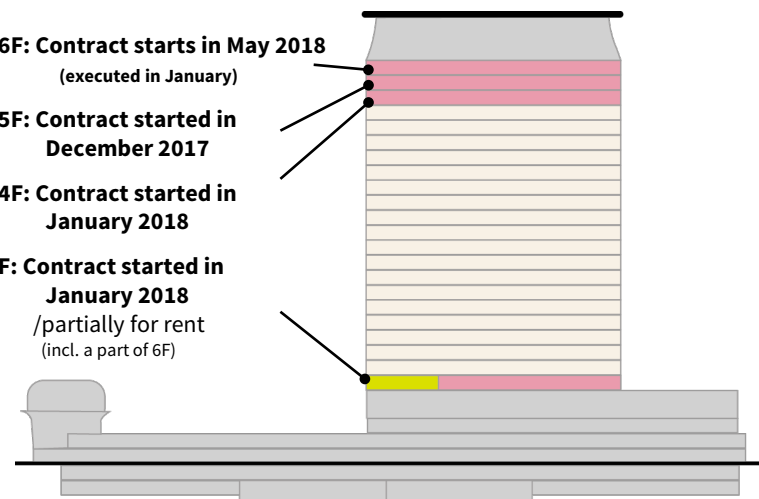 6F: Contract starts in May 2018
(executed in January)
5F: Contract started in
December 2017
4F: Contract started in
January 2018
F: Contract started in
January 2018
/partially for rent
(incl. a part of 6F)